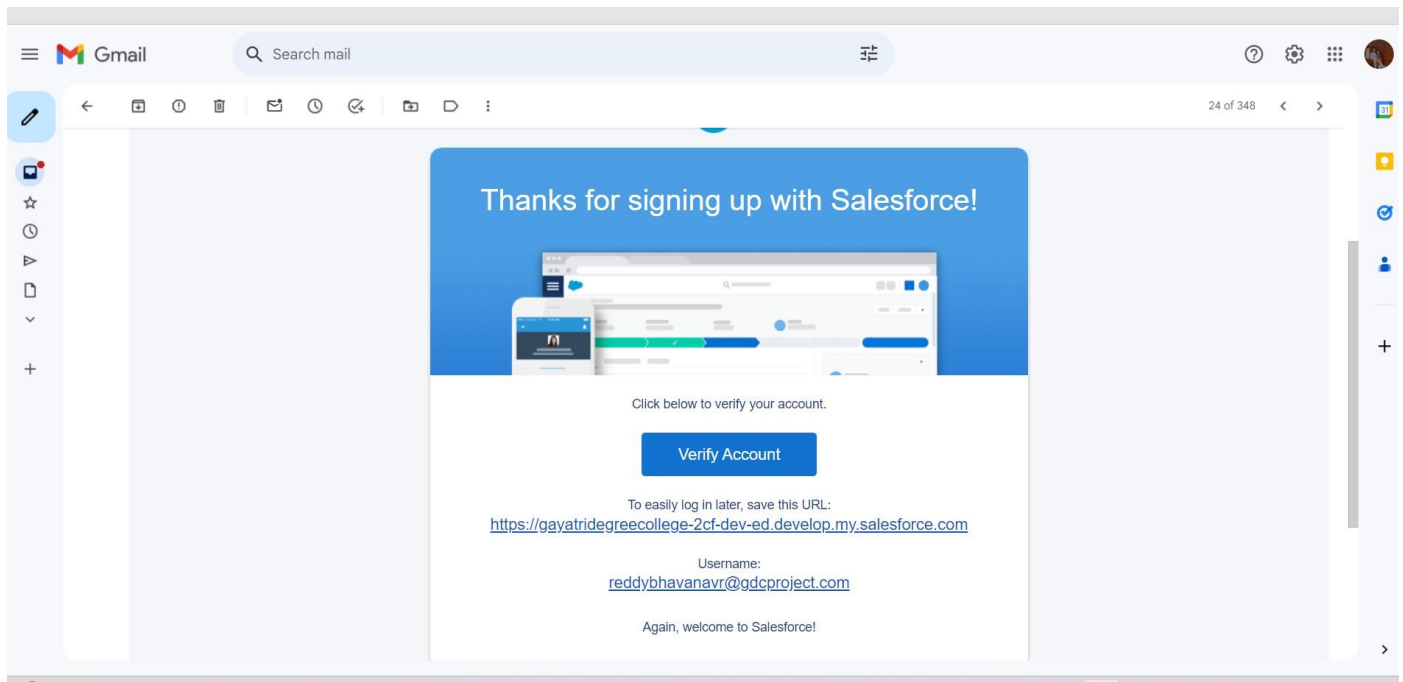 Gmail
Search mail
24 of 348
31
Thanks for signing up with Salesforce!
Click below to verify your account.
Verify Account
To easily log in later, save this URL:
https://gayatridegreecollege-2cf-dev-ed.develop.my.salesforce.com
Username:
reddybhavanavr@gdcproject.com
Again, welcome to Salesforce!